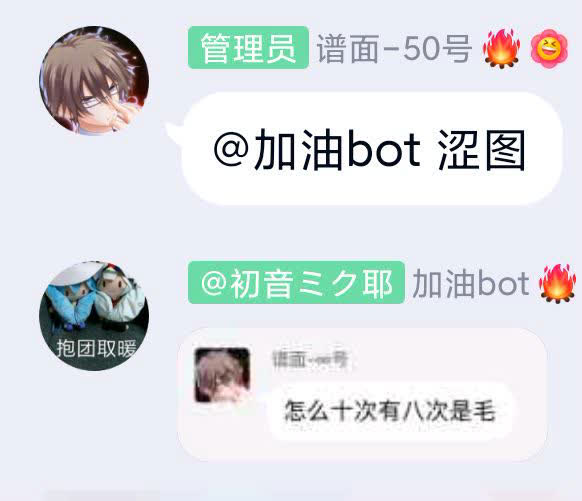 管理员 谱面-50号
@加油bot 涩图
@初音ミク耶 加油bot
抱团取暖
谱面-∞号
怎么十次有八次是毛